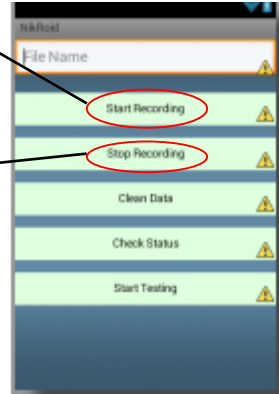 NikRoid
File Name
Start Recording
Stop Recording
Clean Data
Check Status
Start Testing